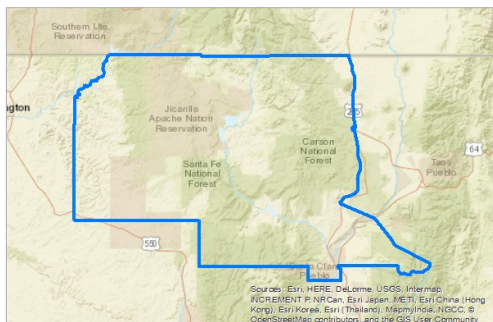 Southern Ute
Reservation
ngton
Jicarilla
Apache Nation
Reservation
285
Carson
National
Forest
64
Taos
Pueblo
Santa Fe
National
Forest
550
Clara
Pueblo
Sources: Esri, HERE, DeLorme, USGS, Intermap,
INCREMENT P, NRCan, Esri Japan, METI, Esri China (Hong
Kong), Esri Korea, Esri (Thailand), MapmyIndia, NGCC, ©
OpenStreetMap contributors, and the GIS User Community